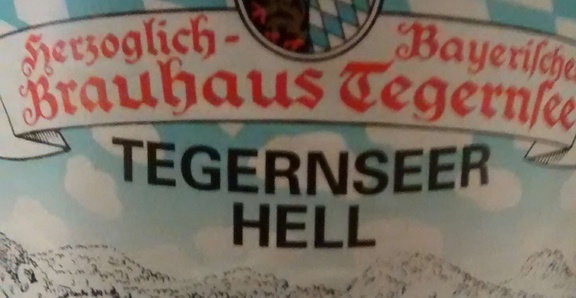 Herzoglich-Bayerische
Brauhaus Tegernsee
TEGERNSEER
HELL